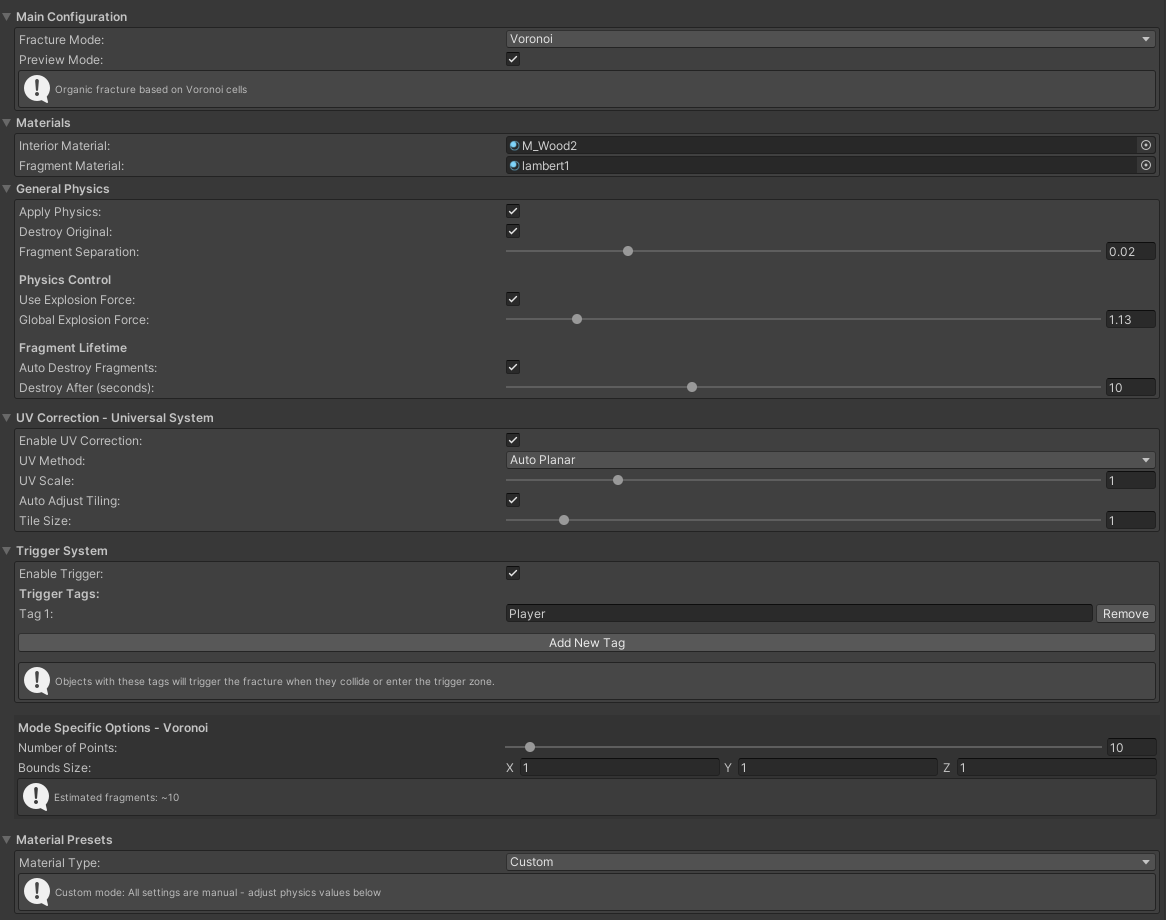 Main Configuration
Fracture Mode: Voronoi
Preview Mode:
Organic fracture based on Voronoi cells
Materials
Interior Material: M_Wood2
Fragment Material: lambert1
General Physics
Apply Physics:
Destroy Original:
Fragment Separation: 0.02
Physics Control
Use Explosion Force:
Global Explosion Force: 1.13
Fragment Lifetime
Auto Destroy Fragments:
Destroy After (seconds): 10
UV Correction - Universal System
Enable UV Correction:
UV Method: Auto Planar
UV Scale: 1
Auto Adjust Tiling:
Tile Size: 1
Trigger System
Enable Trigger:
Trigger Tags:
Tag 1: Player Remove
Add New Tag
Objects with these tags will trigger the fracture when they collide or enter the trigger zone.
Mode Specific Options - Voronoi
Number of Points: 10
Bounds Size: X 1 Y 1 Z 1
Estimated fragments: ~10
Material Presets
Material Type: Custom
Custom mode: All settings are manual - adjust physics values below